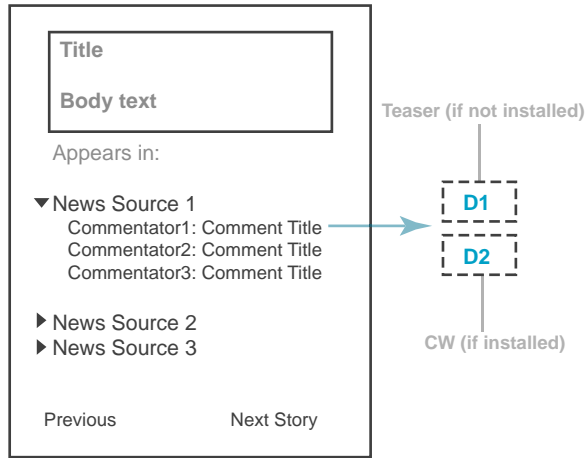 Title
Body text
Appears in:
News Source 1
Commentator1: Comment Title
Commentator2: Comment Title
Commentator3: Comment Title
News Source 2
News Source 3
Previous Next Story
Teaser (if not installed)
D1
D2
CW (if installed)